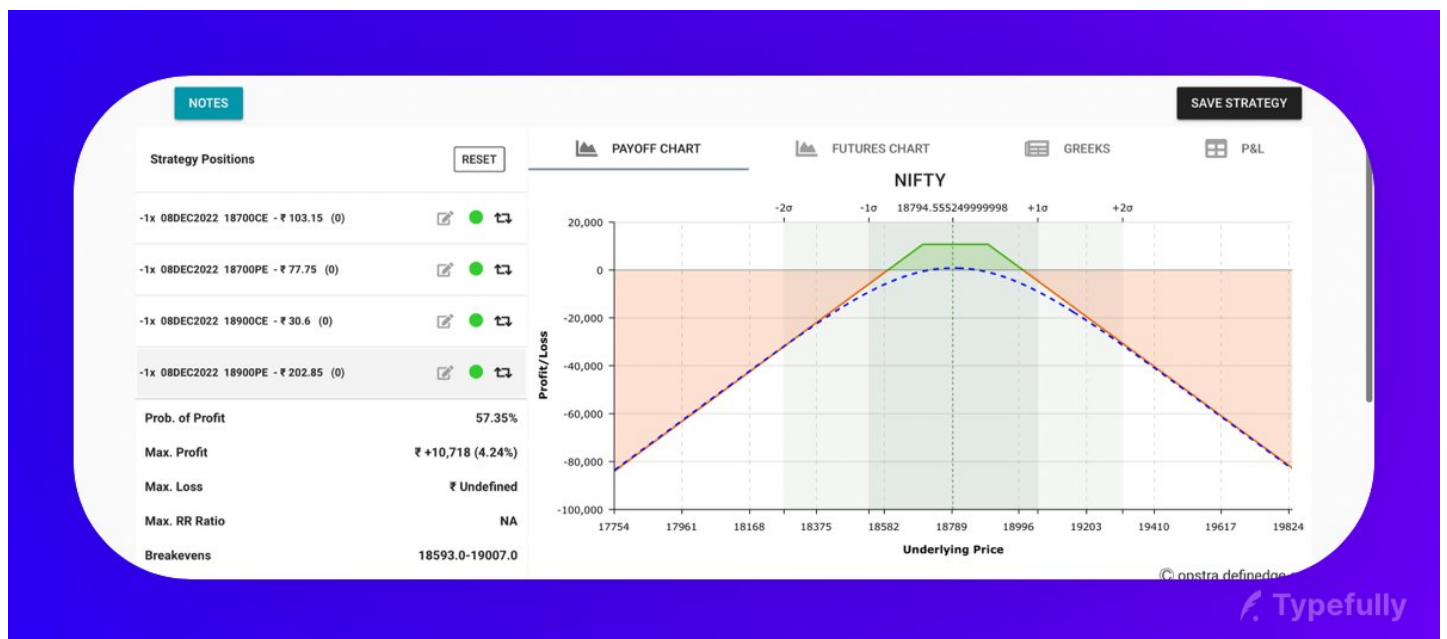 NOTES
SAVE STRATEGY
Strategy Positions
RESET
-1x 08DEC2022 18700CE - ₹ 103.15 (0)
-1x 08DEC2022 18700PE - ₹ 77.75 (0)
-1x 08DEC2022 18900CE - ₹ 30.6 (0)
-1x 08DEC2022 18900PE - ₹ 202.85 (0)
Prob. of Profit 57.35%
Max. Profit ₹ +10,718 (4.24%)
Max. Loss ₹ Undefined
Max. RR Ratio NA
Breakevens 18593.0-19007.0
PAYOFF CHART FUTURES CHART GREEKS P&L
NIFTY
-2σ -1σ 18794.555249999998 +1σ +2σ
20,000
0
-20,000
-40,000
-60,000
-80,000
-100,000
Profit/Loss
17754 17961 18168 18375 18582 18789 18996 19203 19410 19617 19824
Underlying Price
© opstra definedge
Typefully